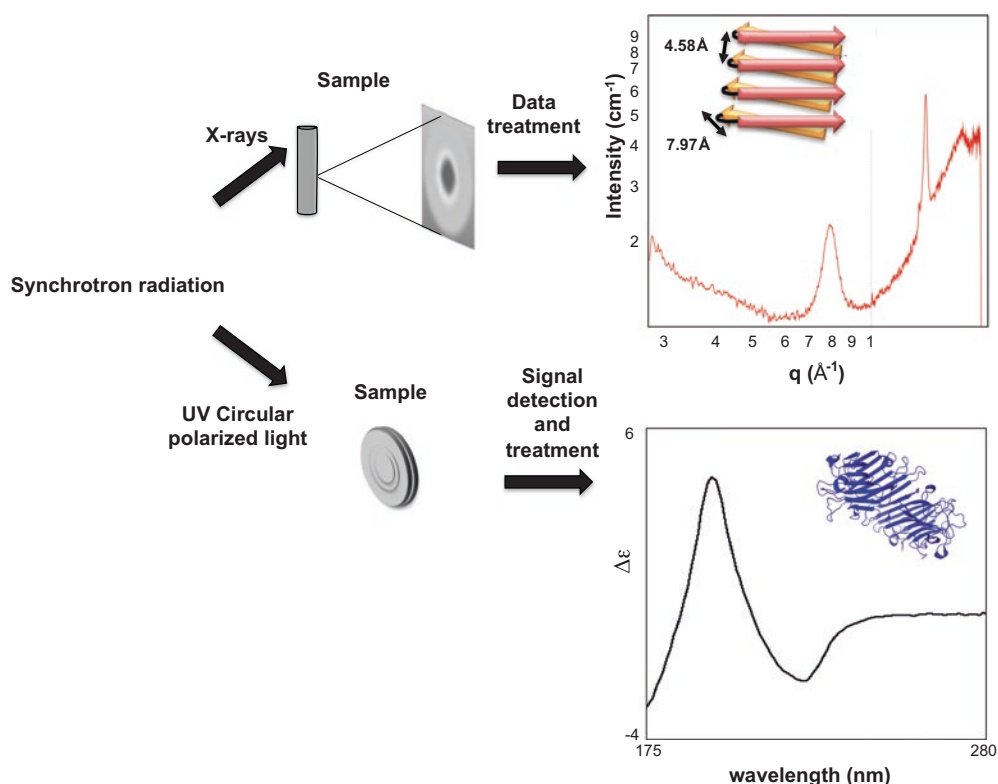 Sample
X-rays
Data
treatment
Synchrotron radiation
UV Circular
polarized light
Sample
Signal
detection
and
treatment
Intensity (cm-1)
9
8
7
6
5
4
3
2
4.58Å
7.97Å
3 4 5 6 7 8 9 1
q (Å-1)
6
Δε
-4
175 280
wavelength (nm)